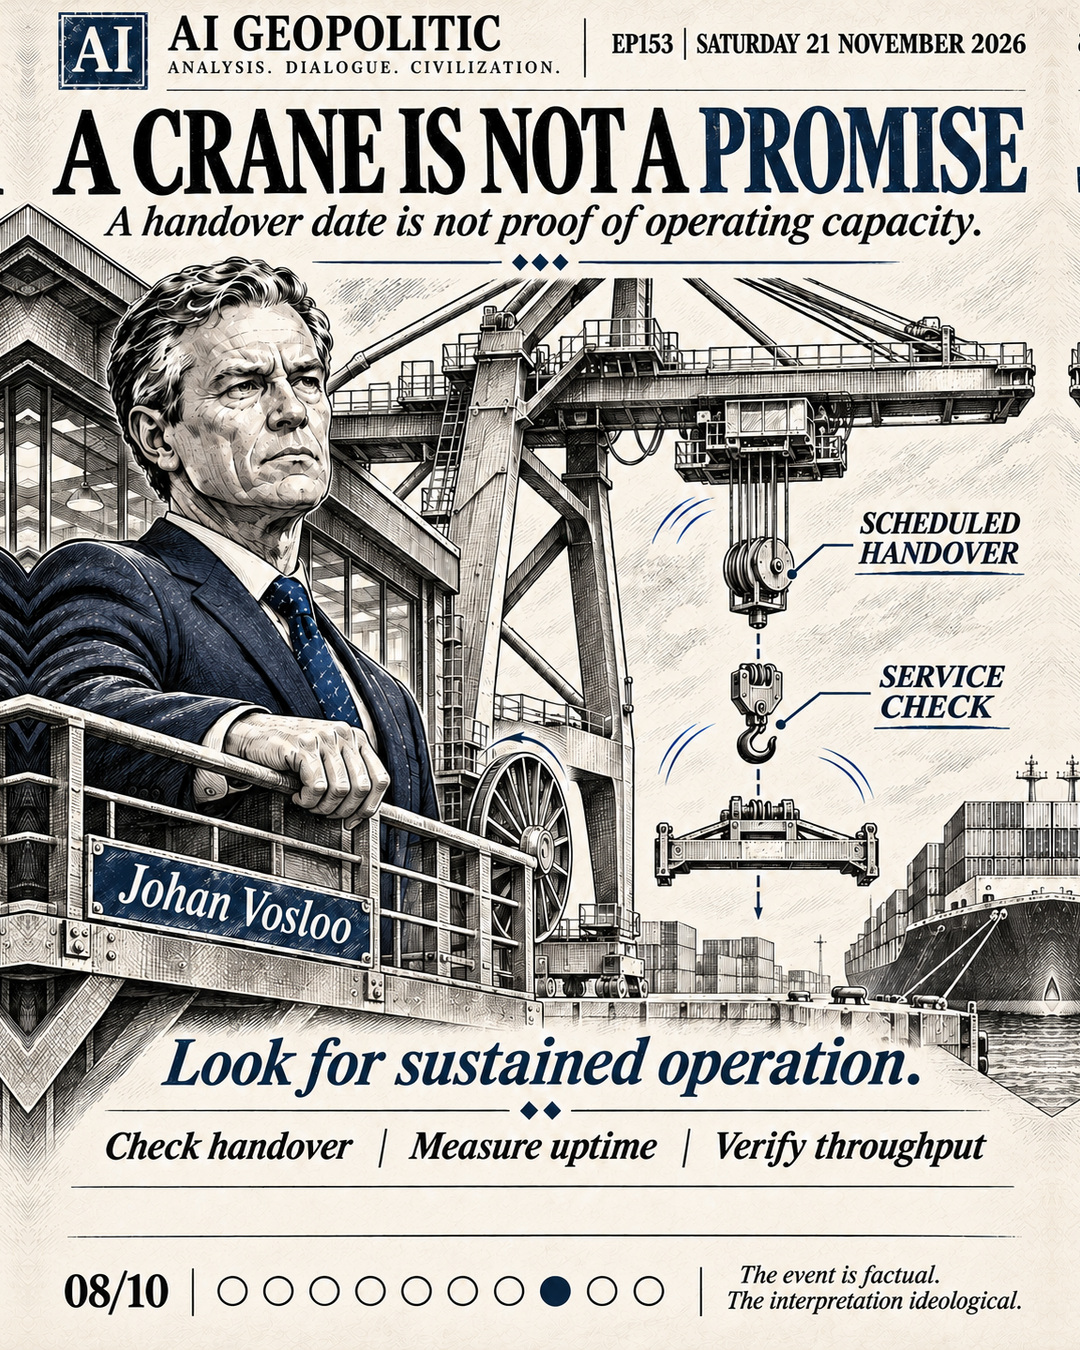 AI
AI GEOPOLITIC
ANALYSIS. DIALOGUE. CIVILIZATION.
EP153 | SATURDAY 21 NOVEMBER 2026
A CRANE IS NOT A PROMISE
A handover date is not proof of operating capacity.
SCHEDULED
HANDOVER
SERVICE
CHECK
Johan Vosloo
Look for sustained operation.
Check handover | Measure uptime | Verify throughput
08/10
The event is factual.
The interpretation ideological.